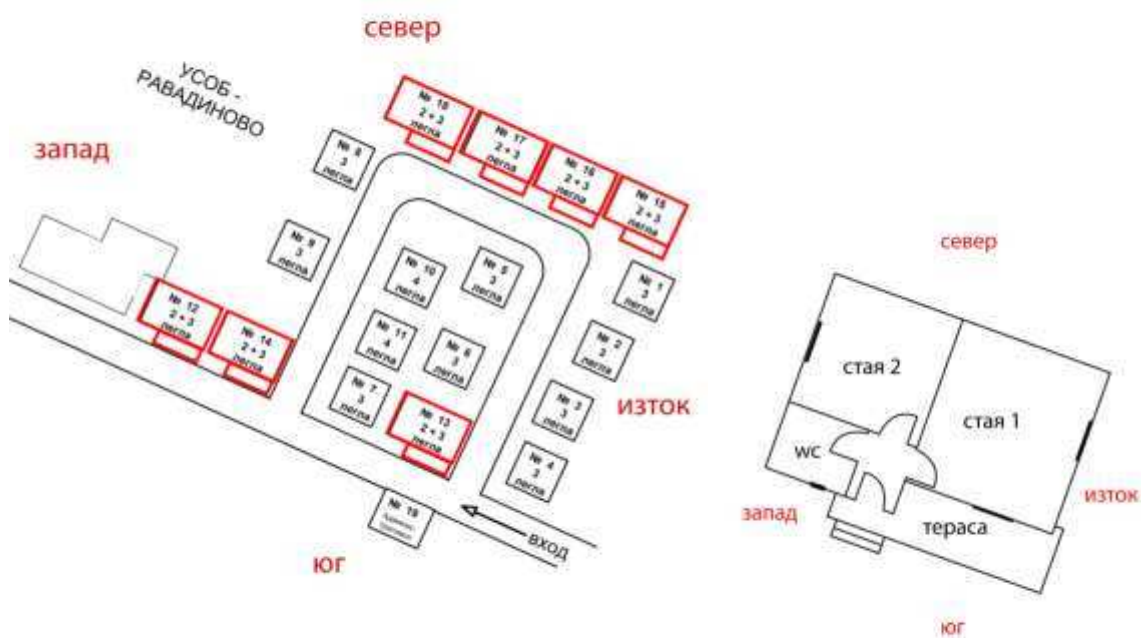 север
УСОБ -
РАВАДИНОВО
запад
№ 18
2 + 3
легла
№ 17
2 + 3
легла
№ 16
2 + 3
легла
№ 15
2 + 3
легла
№ 8
3
легла
№ 9
3
легла
№ 10
4
легла
№ 5
3
легла
№ 1
3
легла
№ 12
2 + 3
легла
№ 14
2 + 3
легла
№ 11
4
легла
№ 6
3
легла
№ 2
3
легла
№ 7
3
легла
№ 13
2 + 3
легла
№ 3
3
легла
изток
№ 4
3
легла
№ 19
ВХОД
юг
север
стая 2
стая 1
wc
изток
запад
тераса
юг